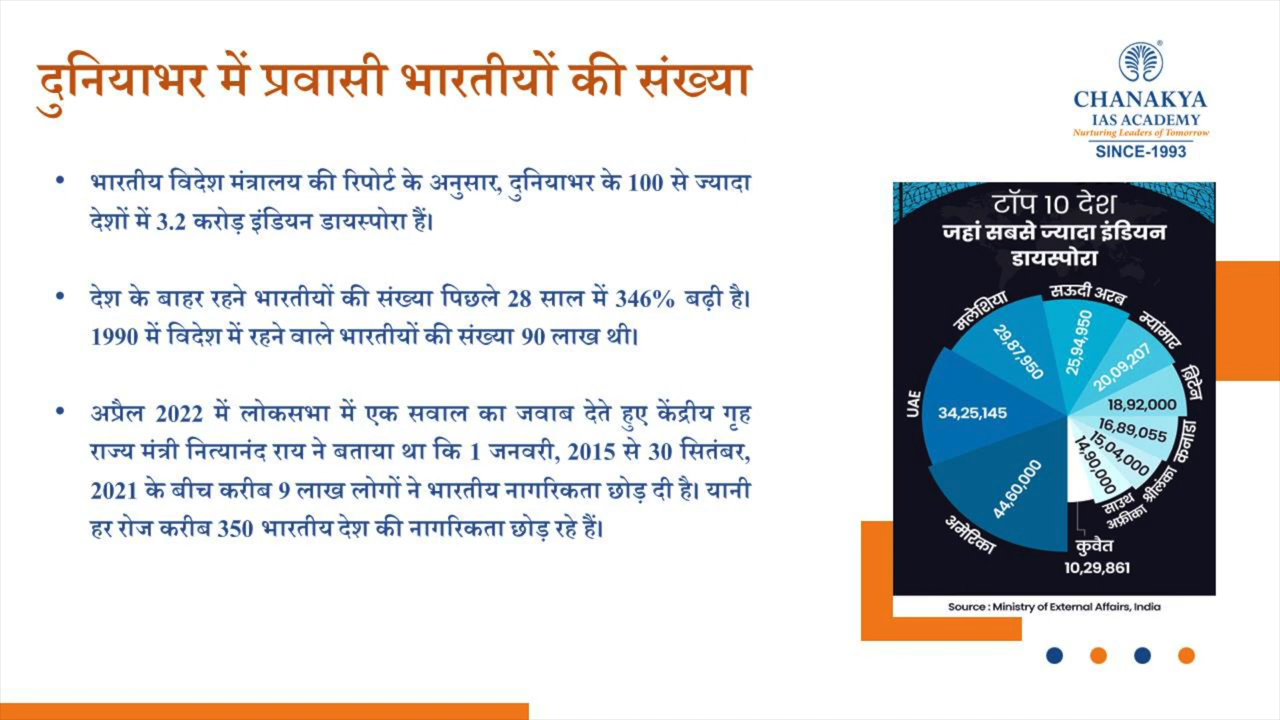 दुनियाभर में प्रवासी भारतीयों की संख्या
CHANAKYA
IAS ACADEMY
Nurturing Leaders of Tomorrow
SINCE-1993
• भारतीय विदेश मंत्रालय की रिपोर्ट के अनुसार, दुनियाभर के 100 से ज्यादा
देशों में 3.2 करोड़ इंडियन डायस्पोरा हैं।
• देश के बाहर रहने भारतीयों की संख्या पिछले 28 साल में 346% बढ़ी है।
1990 में विदेश में रहने वाले भारतीयों की संख्या 90 लाख थी।
• अप्रैल 2022 में लोकसभा में एक सवाल का जवाब देते हुए केंद्रीय गृह
राज्य मंत्री नित्यानंद राय ने बताया था कि 1 जनवरी, 2015 से 30 सितंबर,
2021 के बीच करीब 9 लाख लोगों ने भारतीय नागरिकता छोड़ दी है। यानी
हर रोज करीब 350 भारतीय देश की नागरिकता छोड़ रहे हैं।
टॉप 10 देश
जहां सबसे ज्यादा इंडियन
डायस्पोरा
अमेरिका
44,60,000
UAE
34,25,145
मलेशिया
29,87,950
सऊदी अरब
25,94,950
म्यांमार
20,09,207
ब्रिटेन
18,92,000
कनाडा
16,89,055
श्रीलंका
15,04,000
साउथ
अफ्रीका
14,90,000
कुवैत
10,29,861
Source : Ministry of External Affairs, India